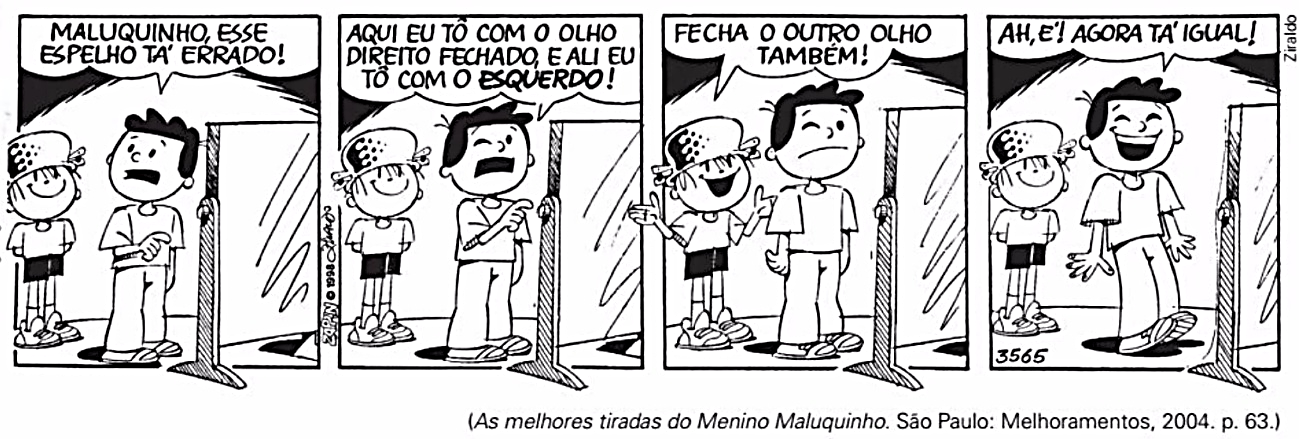 MALUQUINHO, ESSE
ESPELHO TÁ ERRADO!
AQUI EU TÔ COM O OLHO
DIREITO FECHADO, E ALI EU
TÔ COM O ESQUERDO!
© 1998
FECHA O OUTRO OLHO
TAMBÉM!
AH, É! AGORA TÁ IGUAL!
3565
Ziraldo
(As melhores tiradas do Menino Maluquinho. São Paulo: Melhoramentos, 2004. p. 63.)